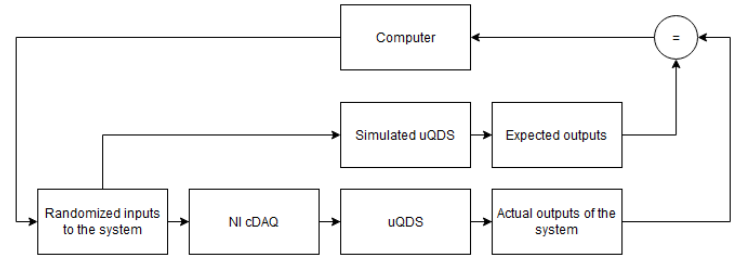 Computer
=
Simulated uQDS
Expected outputs
Randomized inputs
to the system
NI cDAQ
uQDS
Actual outputs of the
system